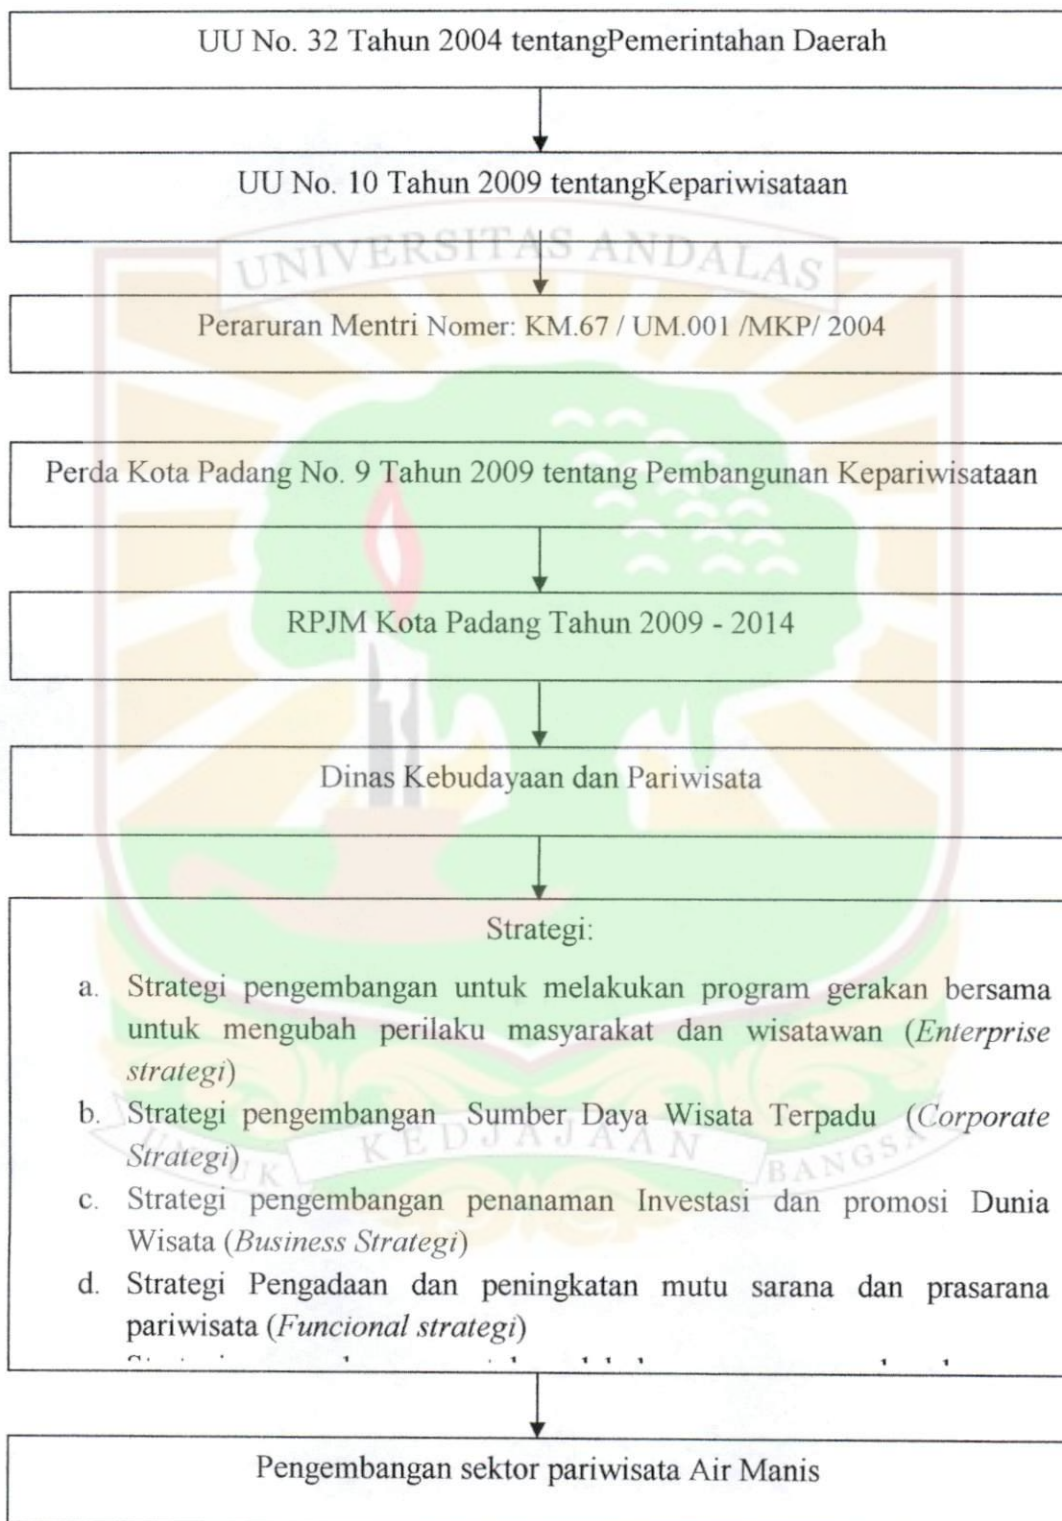 UU No. 32 Tahun 2004 tentangPemerintahan Daerah
UU No. 10 Tahun 2009 tentangKepariwisataan
UNIVERSITAS ANDALAS
Peraruran Mentri Nomer: KM.67 / UM.001 /MKP/ 2004
Perda Kota Padang No. 9 Tahun 2009 tentang Pembangunan Kepariwisataan
RPJM Kota Padang Tahun 2009 - 2014
Dinas Kebudayaan dan Pariwisata
Strategi:
a. Strategi pengembangan untuk melakukan program gerakan bersama
untuk mengubah perilaku masyarakat dan wisatawan (Enterprise
strategi)
b. Strategi pengembangan Sumber Daya Wisata Terpadu (Corporate
Strategi)
UNTUK KEDJAJAAN BANGSA
c. Strategi pengembangan penanaman Investasi dan promosi Dunia
Wisata (Business Strategi)
d. Strategi Pengadaan dan peningkatan mutu sarana dan prasarana
pariwisata (Funcional strategi)
Pengembangan sektor pariwisata Air Manis